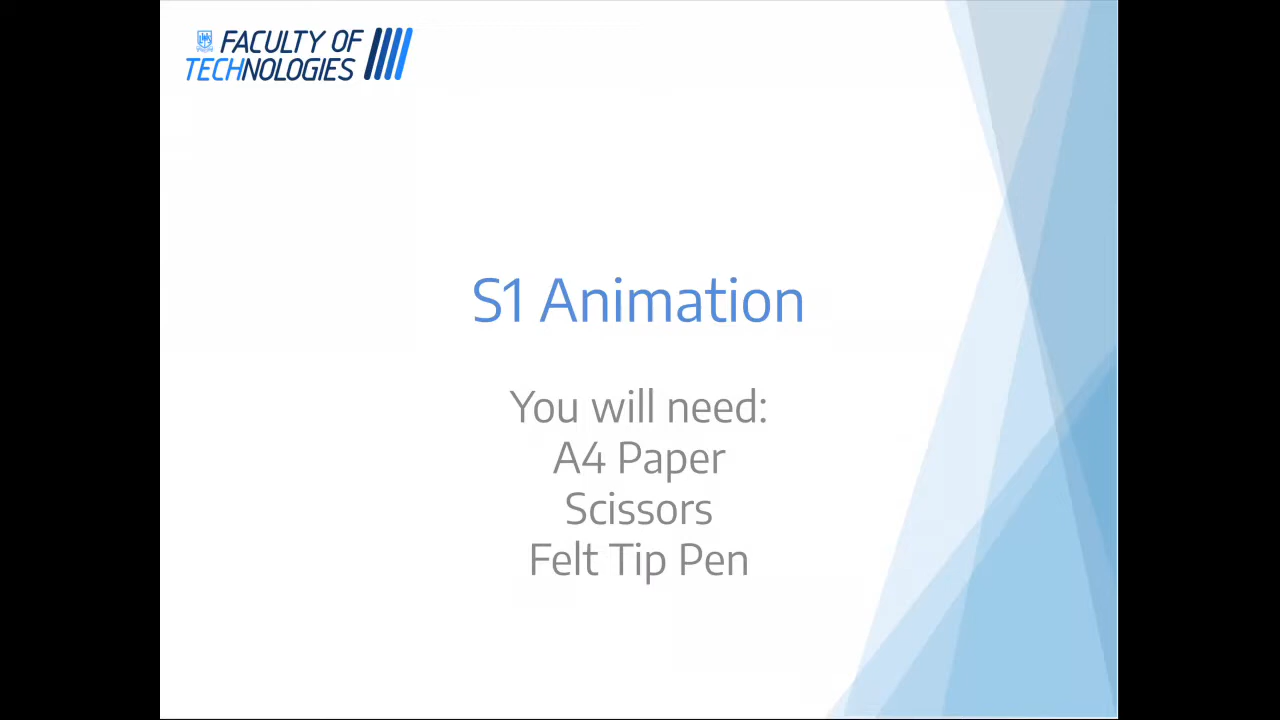 FACULTY OF
TECHNOLOGIES
S1 Animation
You will need:
A4 Paper
Scissors
Felt Tip Pen